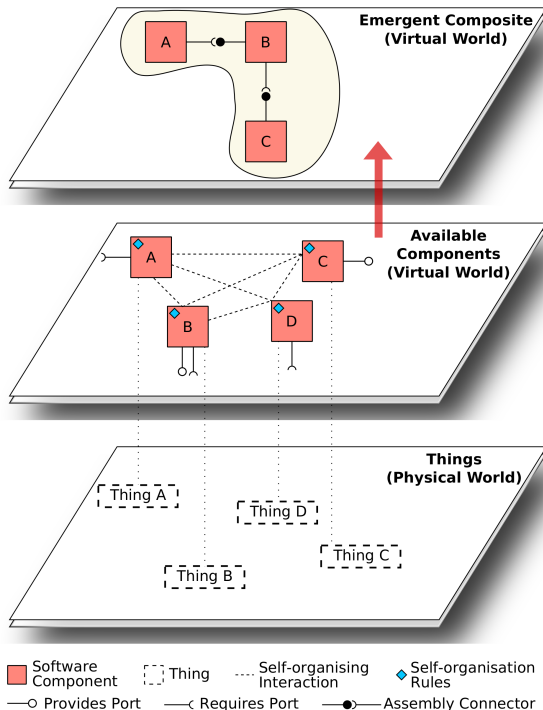 Emergent Composite
(Virtual World)
A
B
C
Available
Components
(Virtual World)
A
C
B
D
Things
(Physical World)
Thing A
Thing D
Thing C
Thing B
Software
Component
Thing
Self-organising
Interaction
Self-organisation
Rules
Provides Port
Requires Port
Assembly Connector